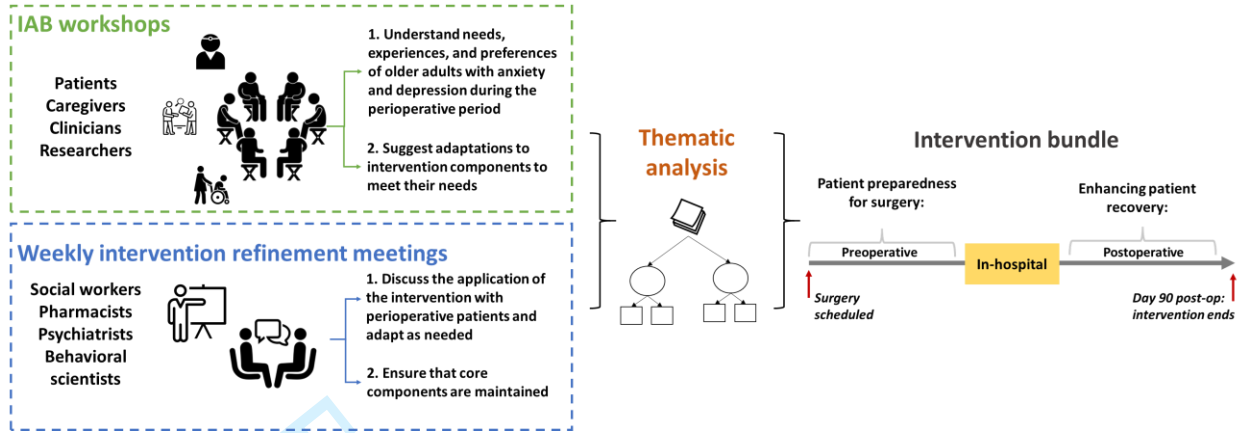 IAB workshops
Patients
Caregivers
Clinicians
Researchers
1. Understand needs,
experiences, and preferences
of older adults with anxiety
and depression during the
perioperative period
2. Suggest adaptations to
intervention components to
meet their needs
Weekly intervention refinement meetings
Social workers
Pharmacists
Psychiatrists
Behavioral
scientists
1. Discuss the application of
the intervention with
perioperative patients and
adapt as needed
2. Ensure that core
components are maintained
Thematic
analysis
Intervention bundle
Patient preparedness
for surgery:
Enhancing patient
recovery:
Preoperative
In-hospital
Postoperative
Surgery
scheduled
Day 90 post-op:
intervention ends